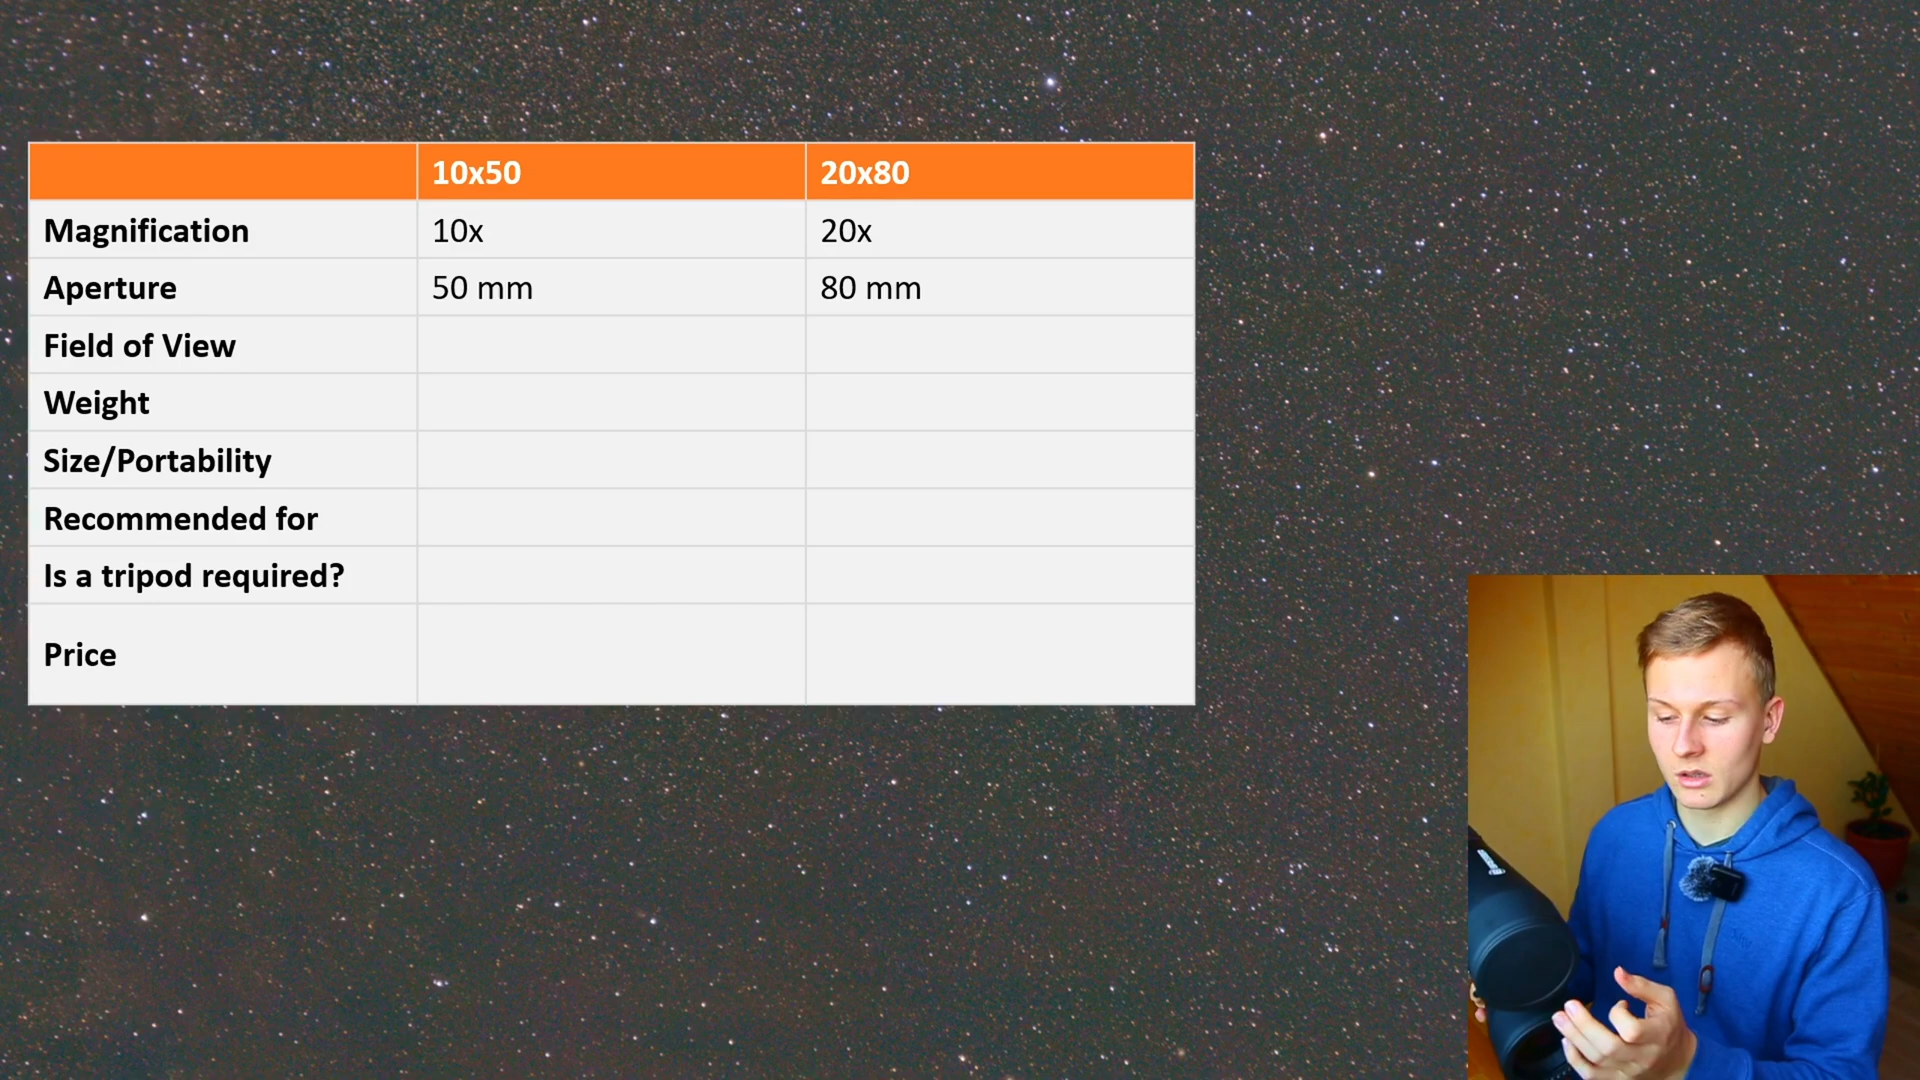 10x50 20x80
Magnification 10x 20x
Aperture 50 mm 80 mm
Field of View
Weight
Size/Portability
Recommended for
Is a tripod required?
Price